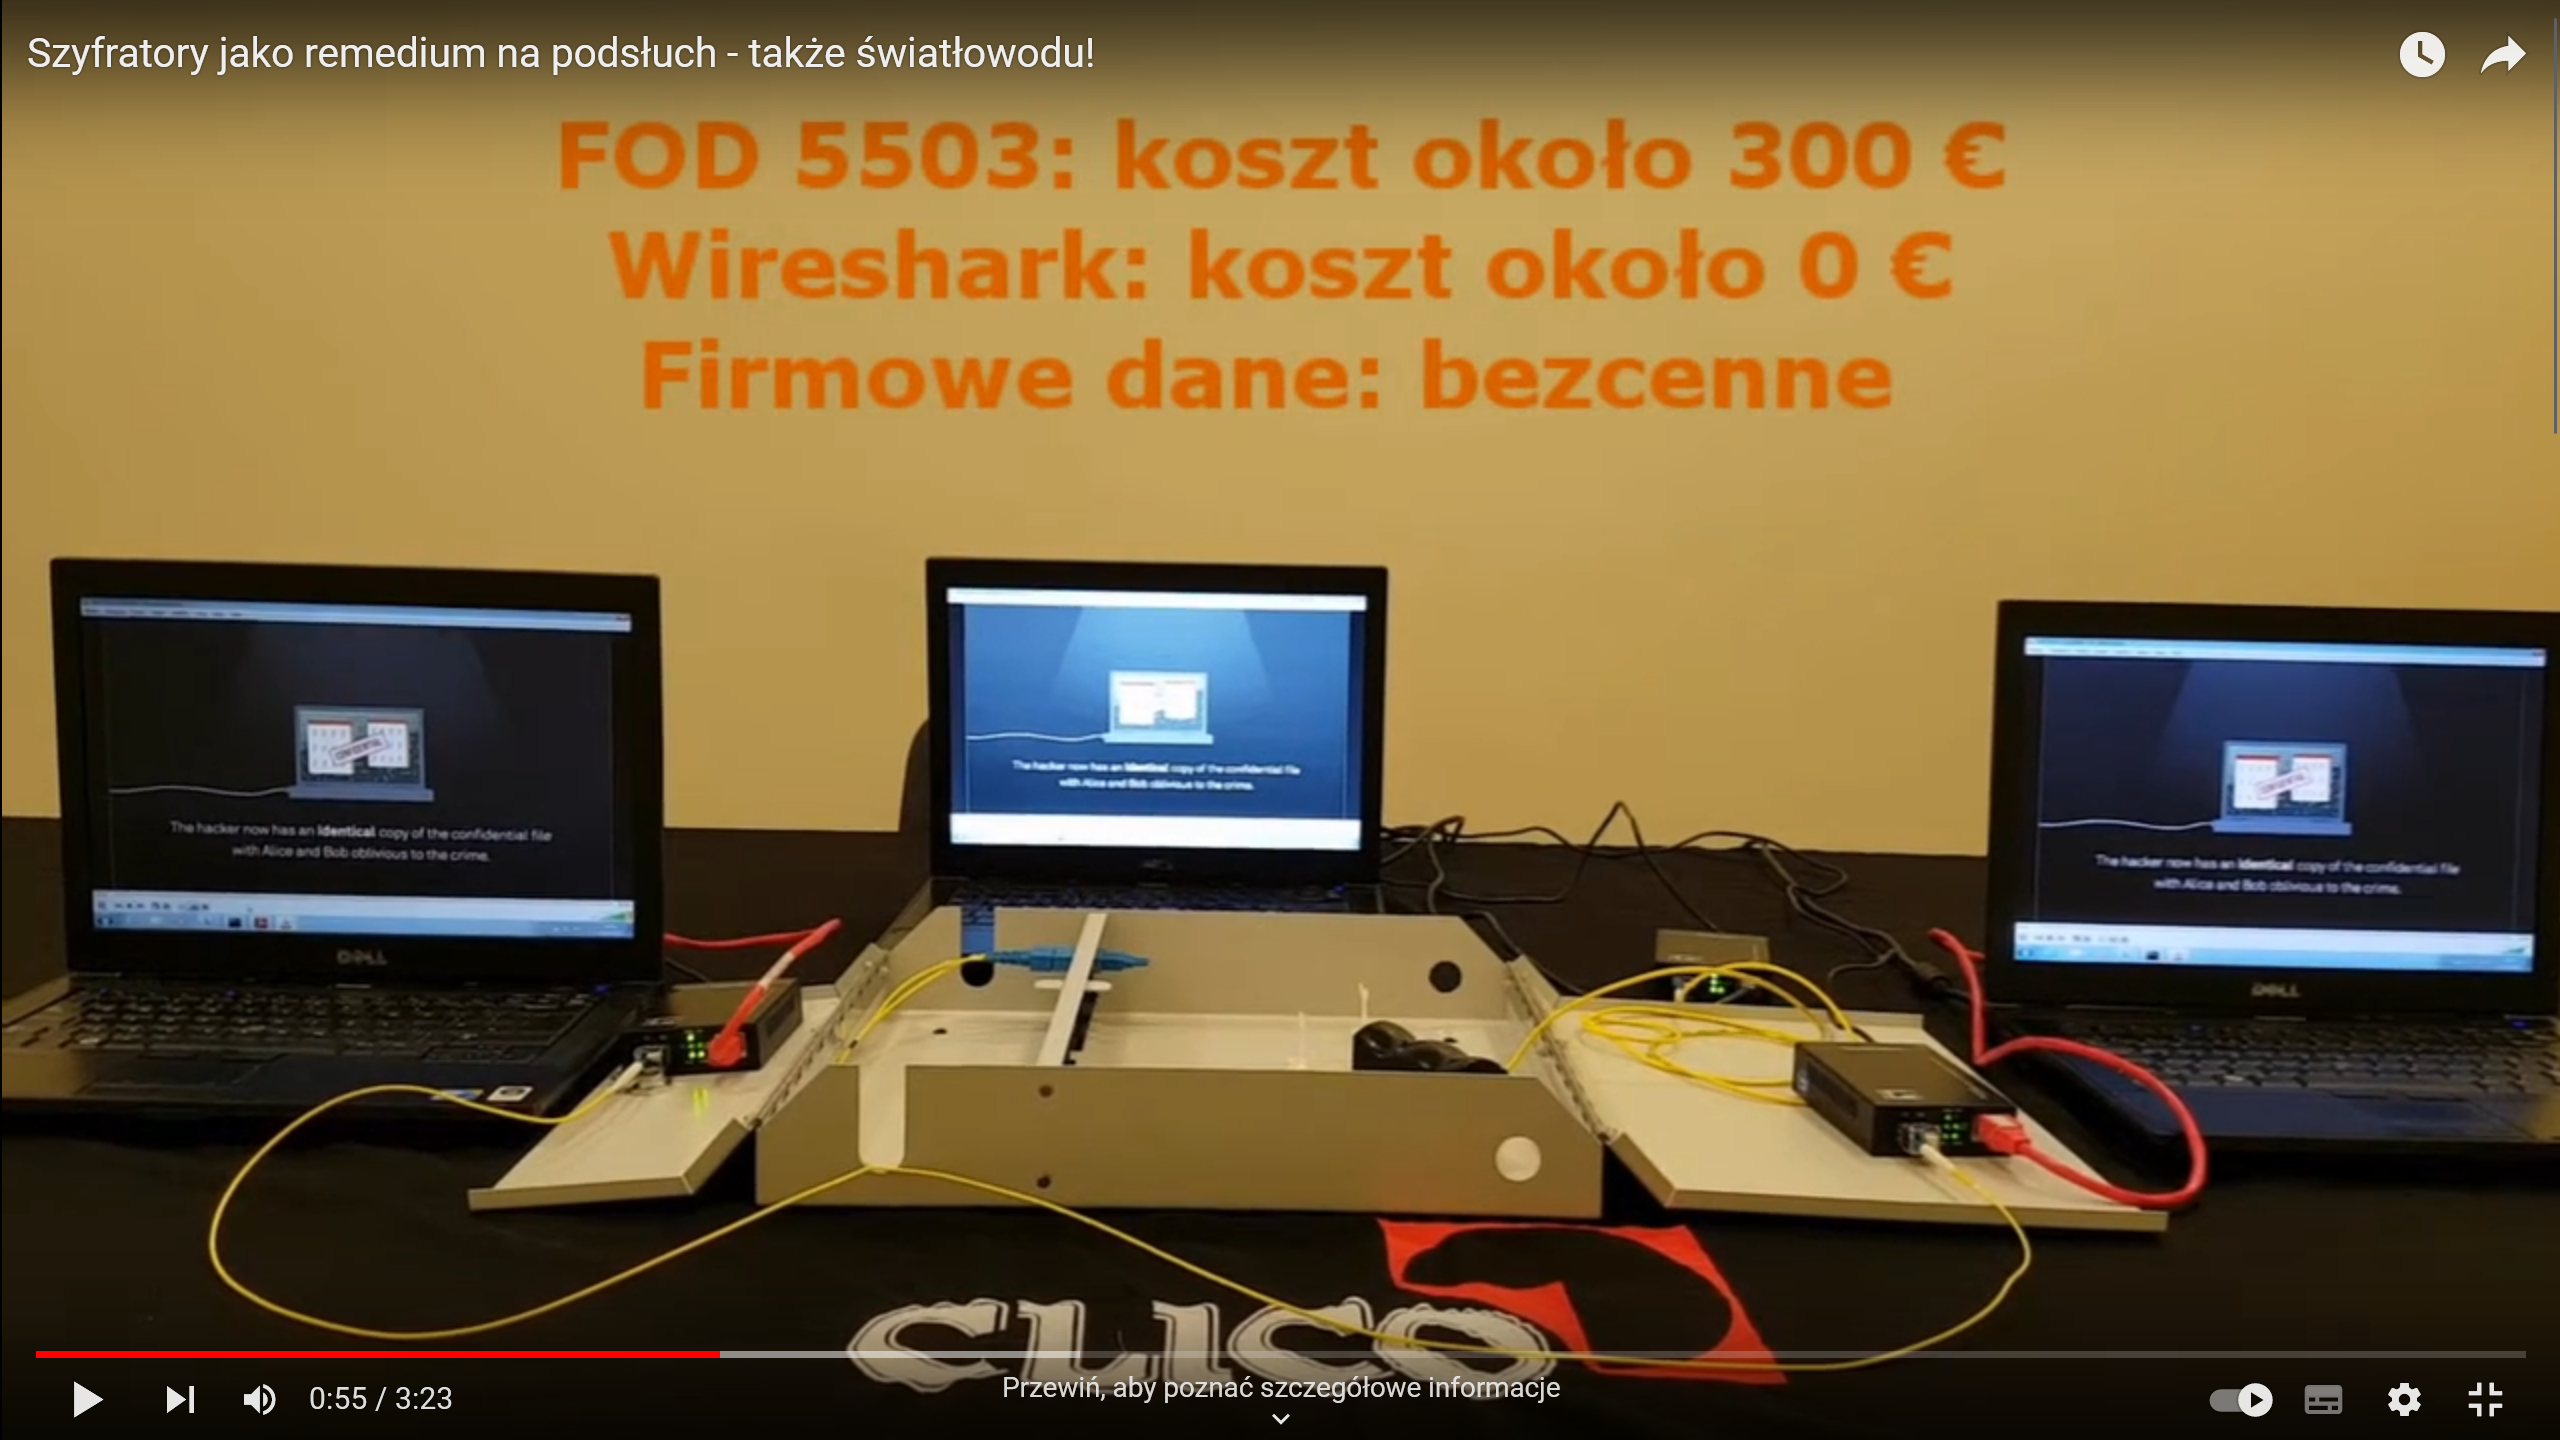 Szyfratory jako remedium na podsłuch - także światłowodu!
FOD 5503: koszt około 300 €
Wireshark: koszt około 0 €
Firmowe dane: bezcenne
CONFIDENTIAL
The hacker now has an identical copy of the confidential file
with Alice and Bob oblivious to the crime.
DELL
The hacker now has an identical copy of the confidential file
with Alice and Bob oblivious to the crime.
CONFIDENTIAL
The hacker now has an identical copy of the confidential file
with Alice and Bob oblivious to the crime.
DELL
CLICO
0:55 / 3:23
Przewiń, aby poznać szczegółowe informacje